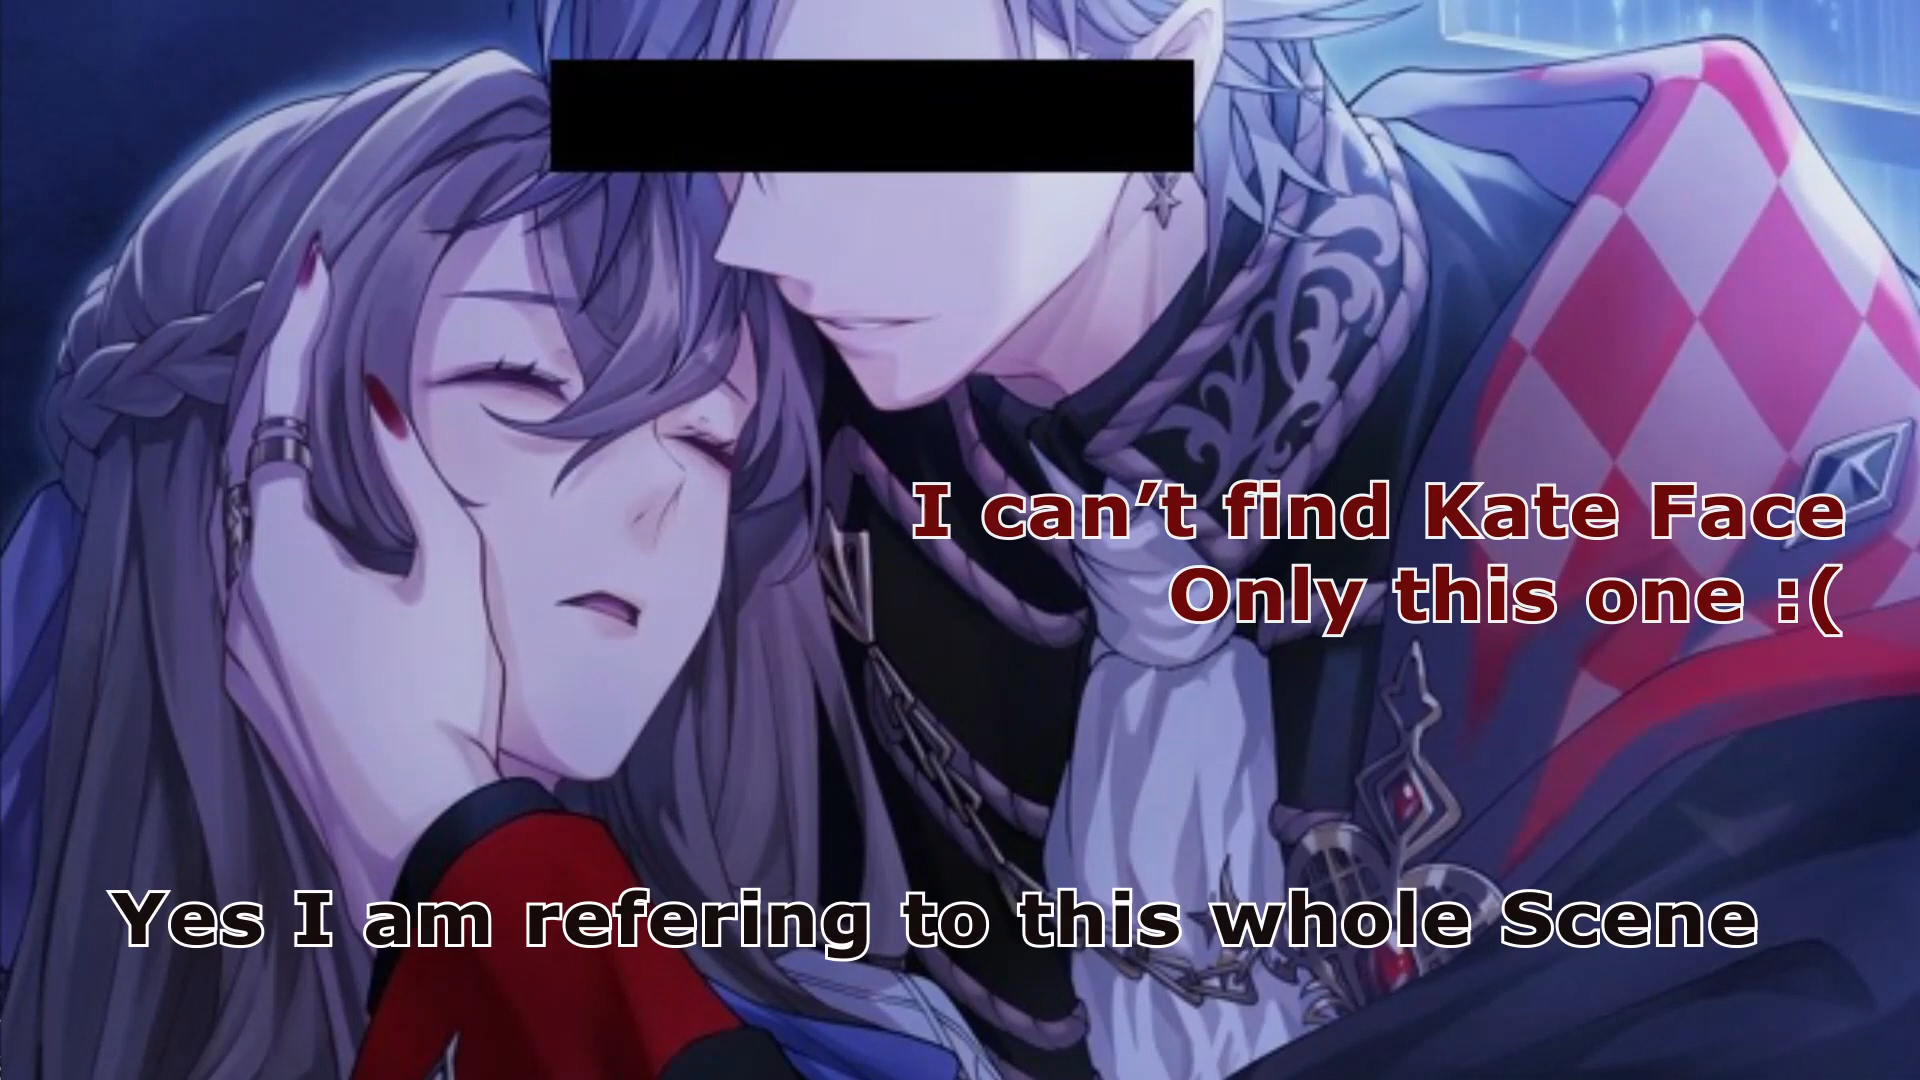 I can’t find Kate Face
Only this one :(
Yes I am refering to this whole Scene